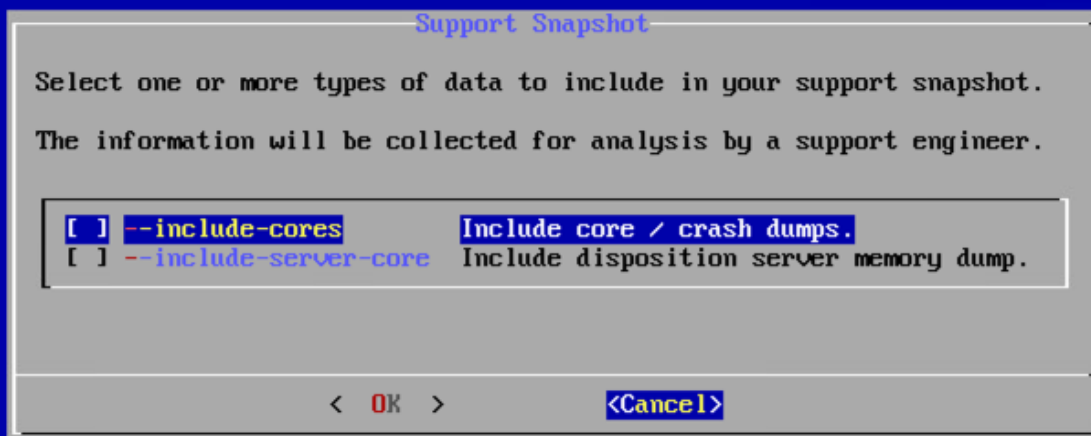 Support Snapshot
Select one or more types of data to include in your support snapshot.
The information will be collected for analysis by a support engineer.
[ ] --include-cores Include core / crash dumps.
[ ] --include-server-core Include disposition server memory dump.
< OK > <Cancel>